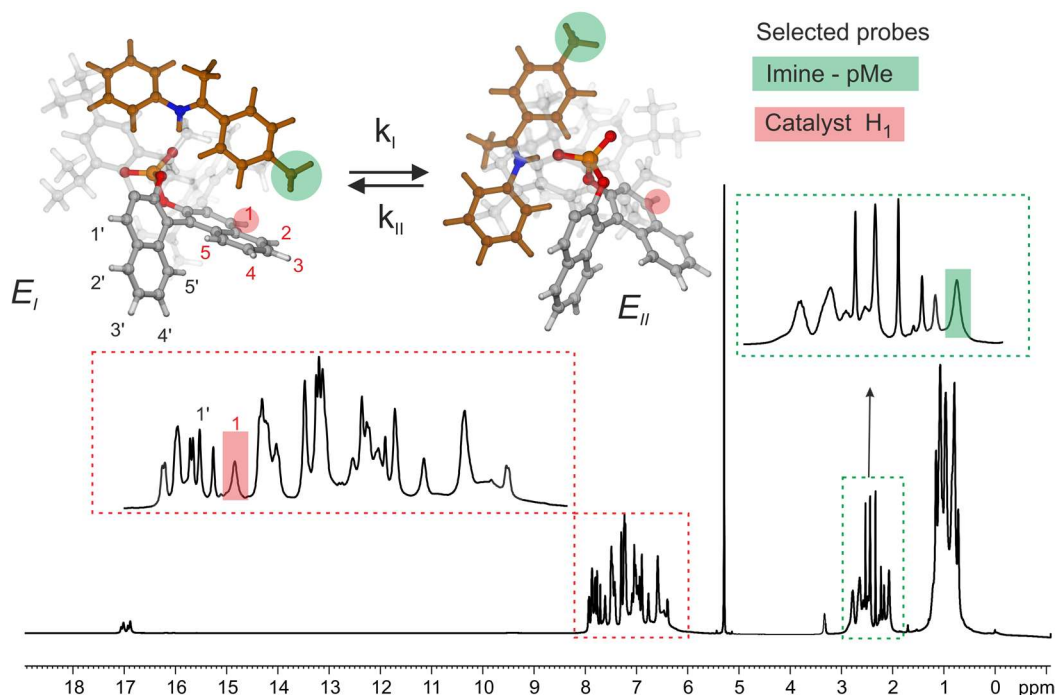 Selected probes
Imine - pMe
Catalyst H1
kI
kII
1
2
3
4
5
1'
2'
3'
4'
5'
EI
EII
1'
1
18 17 16 15 14 13 12 11 10 9 8 7 6 5 4 3 2 1 0 ppm